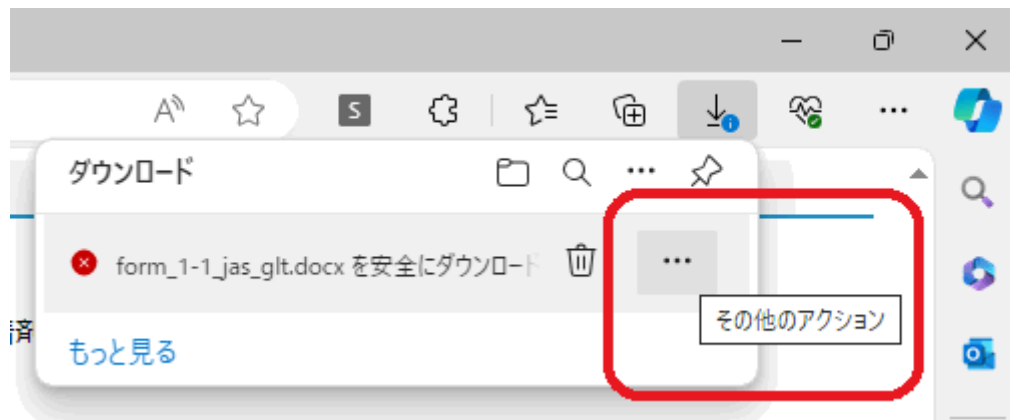 A
S
ダウンロード
form_1-1_jas_glt.docx を安全にダウンロード
その他のアクション
済
もっと見る